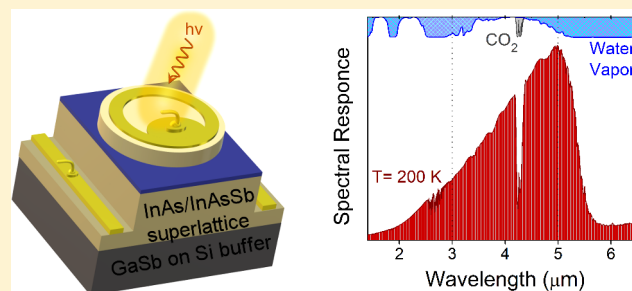 hν
InAs/InAsSb
superlattice
GaSb on Si buffer
CO2
Water
Vapor
T= 200 K
Spectral Responce
2 3 4 5 6
Wavelength (μm)